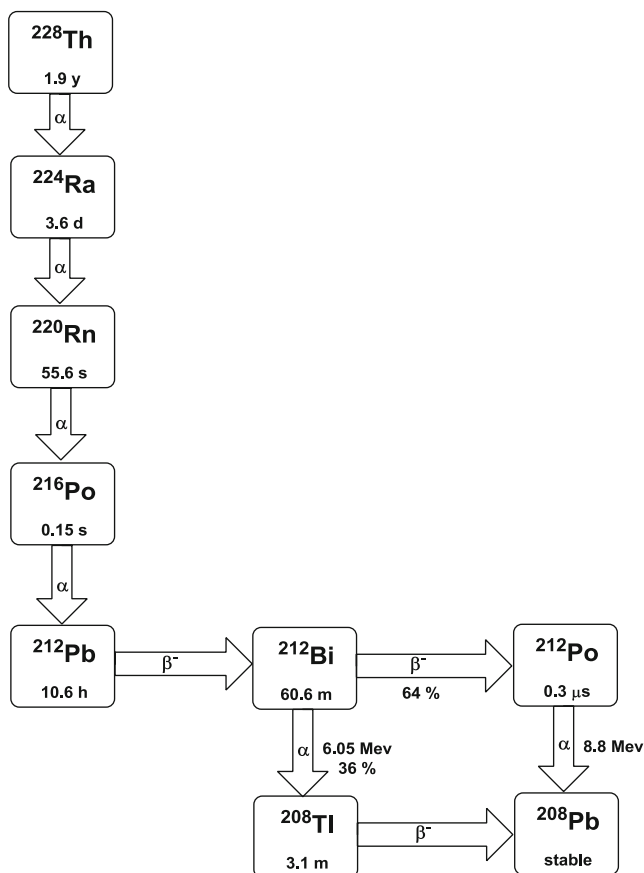 ²²⁸Th
1.9 y
α
²²⁴Ra
3.6 d
α
²²⁰Rn
55.6 s
α
²¹⁶Po
0.15 s
α
²¹²Pb
10.6 h
β⁻
²¹²Bi
60.6 m
β⁻
64 %
²¹²Po
0.3 μs
α
6.05 Mev
36 %
α
8.8 Mev
²⁰⁸Tl
3.1 m
β⁻
²⁰⁸Pb
stable